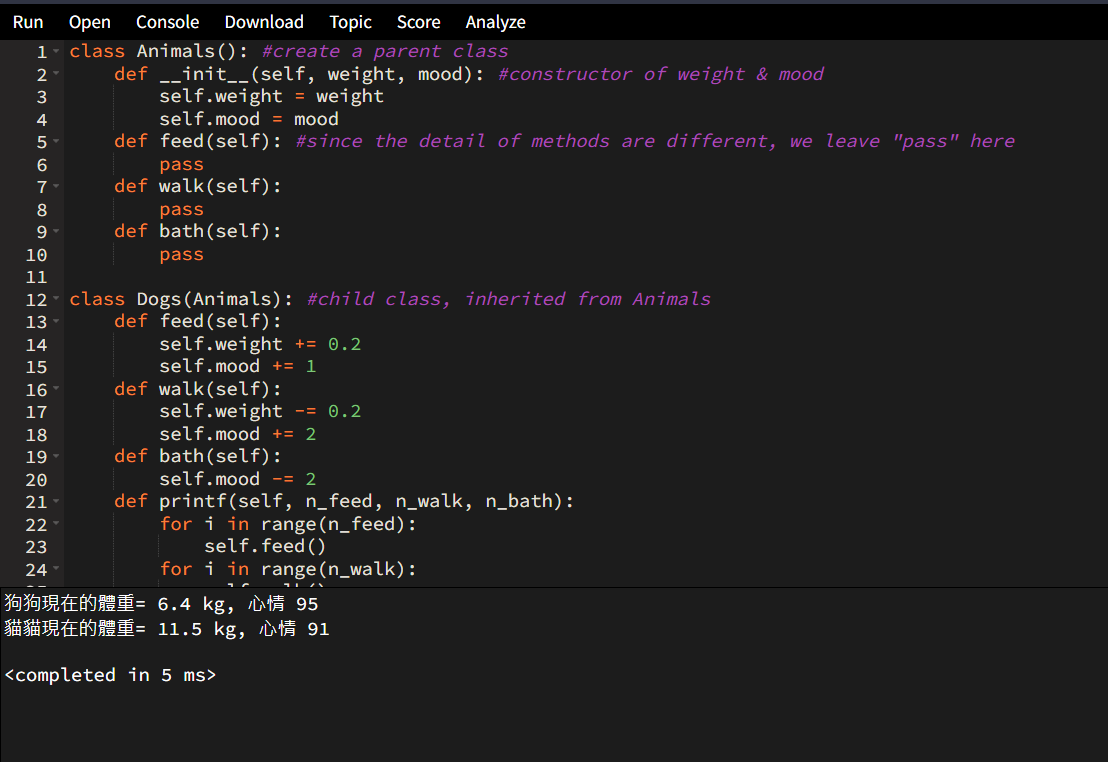 Run Open Console Download Topic Score Analyze
1 class Animals(): #create a parent class
2     def __init__(self, weight, mood): #constructor of weight & mood
3         self.weight = weight
4         self.mood = mood
5     def feed(self): #since the detail of methods are different, we leave "pass" here
6         pass
7     def walk(self):
8         pass
9     def bath(self):
10         pass
11
12 class Dogs(Animals): #child class, inherited from Animals
13     def feed(self):
14         self.weight += 0.2
15         self.mood += 1
16     def walk(self):
17         self.weight -= 0.2
18         self.mood += 2
19     def bath(self):
20         self.mood -= 2
21     def printf(self, n_feed, n_walk, n_bath):
22         for i in range(n_feed):
23             self.feed()
24         for i in range(n_walk):
狗狗現在的體重= 6.4 kg, 心情 95
貓貓現在的體重= 11.5 kg, 心情 91
<completed in 5 ms>